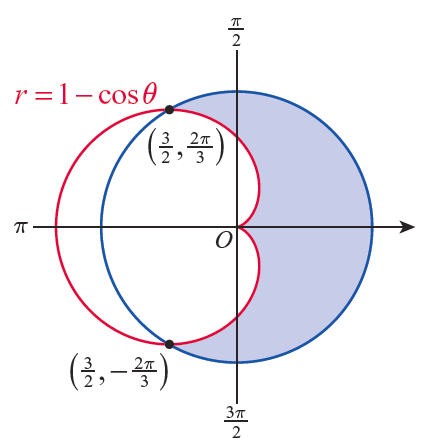 π/2
r = 1 − cos θ
(3/2, 2π/3)
π
O
(3/2, −2π/3)
3π/2